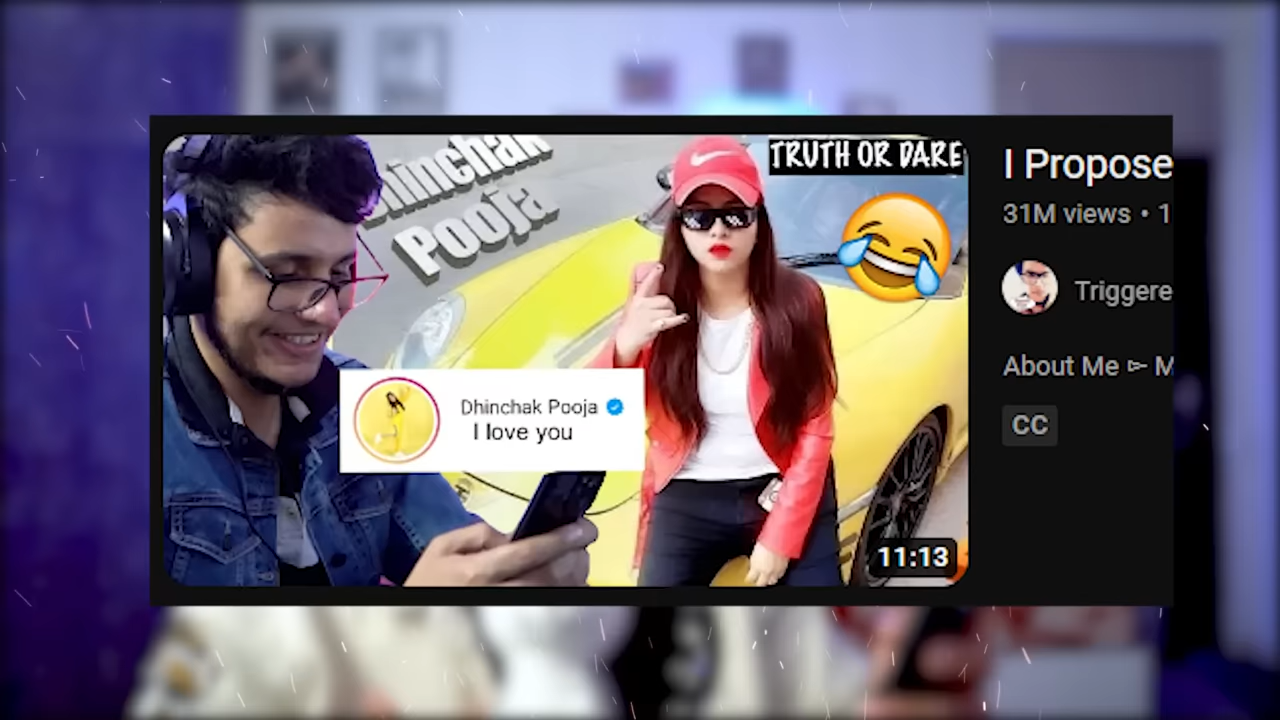 Dhinchak
Pooja
TRUTH OR DARE
Dhinchak Pooja
I love you
11:13
I Propose
31M views • 1
Triggere
About Me ▻ M
CC